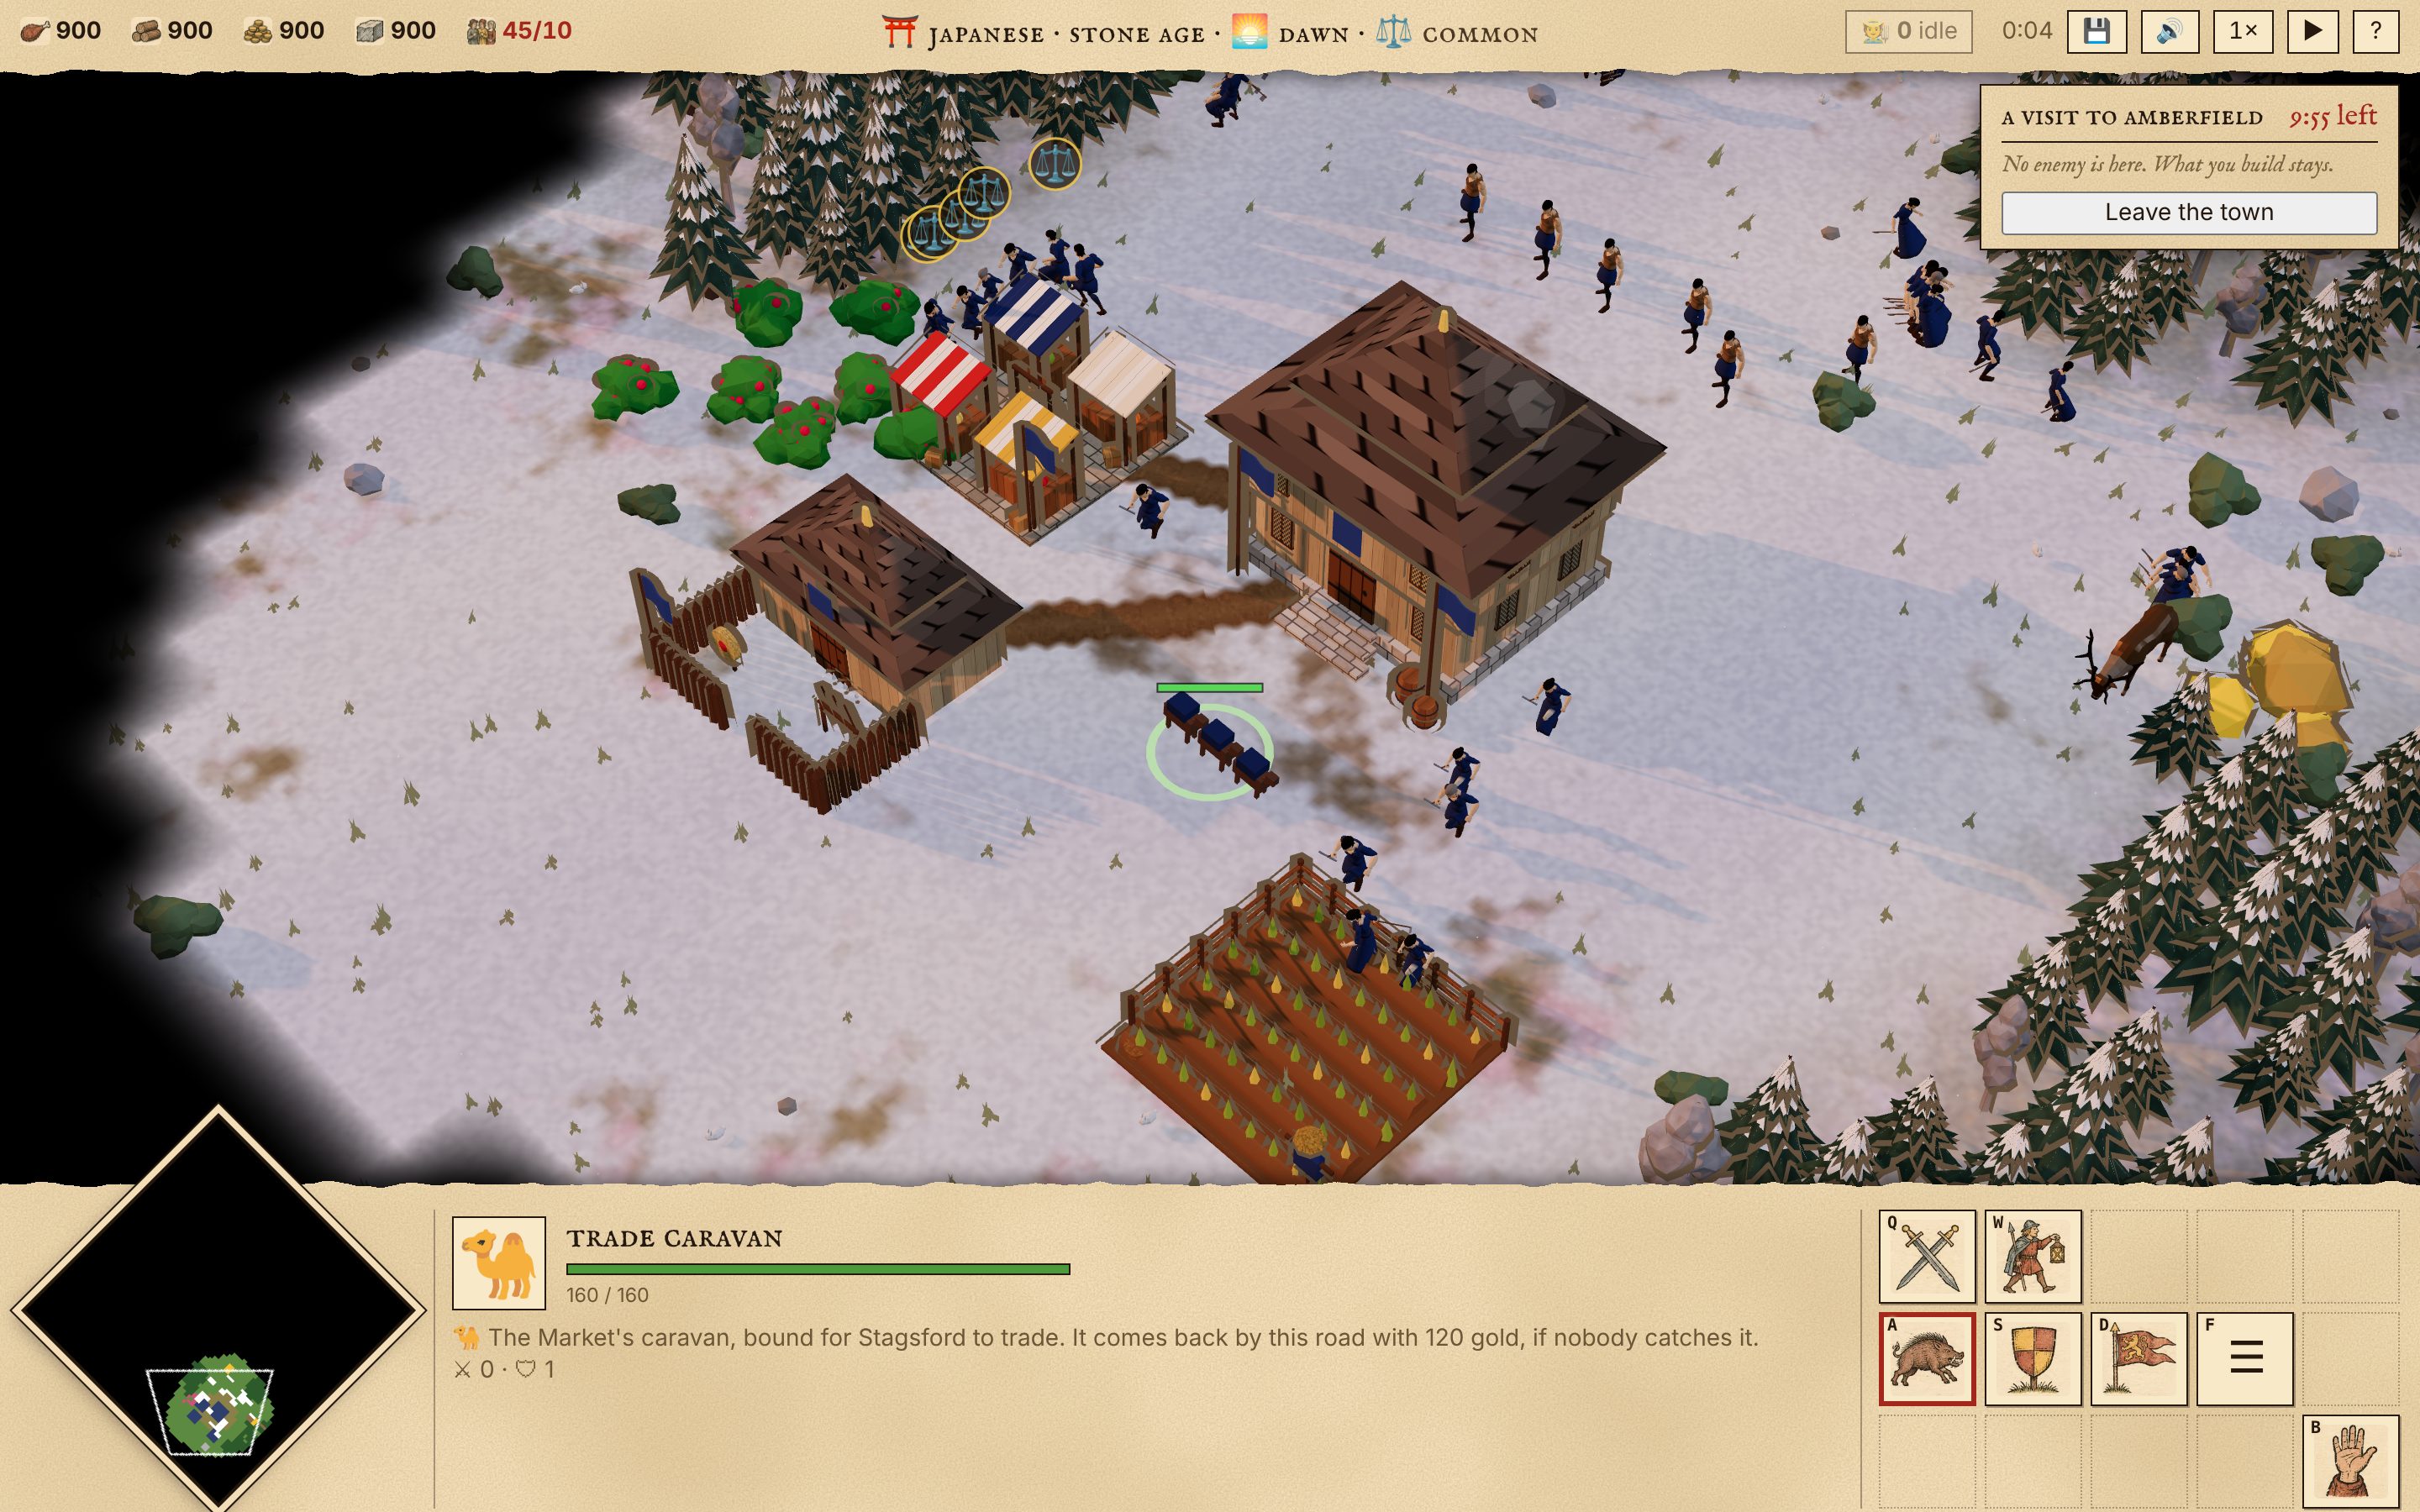 900 900 900 900 45/10
JAPANESE · STONE AGE · DAWN · COMMON
0 idle 0:04 1× ?
A VISIT TO AMBERFIELD 9:55 left
No enemy is here. What you build stays.
Leave the town
TRADE CARAVAN
160 / 160
The Market's caravan, bound for Stagsford to trade. It comes back by this road with 120 gold, if nobody catches it.
0 · 1
Q W
A S D F
B